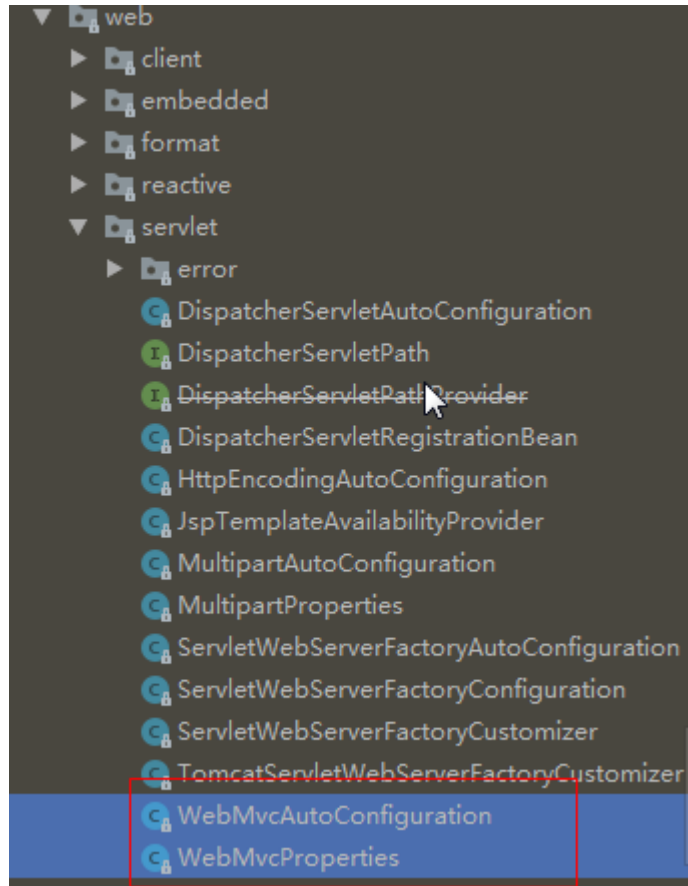 web
client
embedded
format
reactive
servlet
error
DispatcherServletAutoConfiguration
DispatcherServletPath
DispatcherServletPathProvider
DispatcherServletRegistrationBean
HttpEncodingAutoConfiguration
JspTemplateAvailabilityProvider
MultipartAutoConfiguration
MultipartProperties
ServletWebServerFactoryAutoConfiguration
ServletWebServerFactoryConfiguration
ServletWebServerFactoryCustomizer
TomcatServletWebServerFactoryCustomizer
WebMvcAutoConfiguration
WebMvcProperties